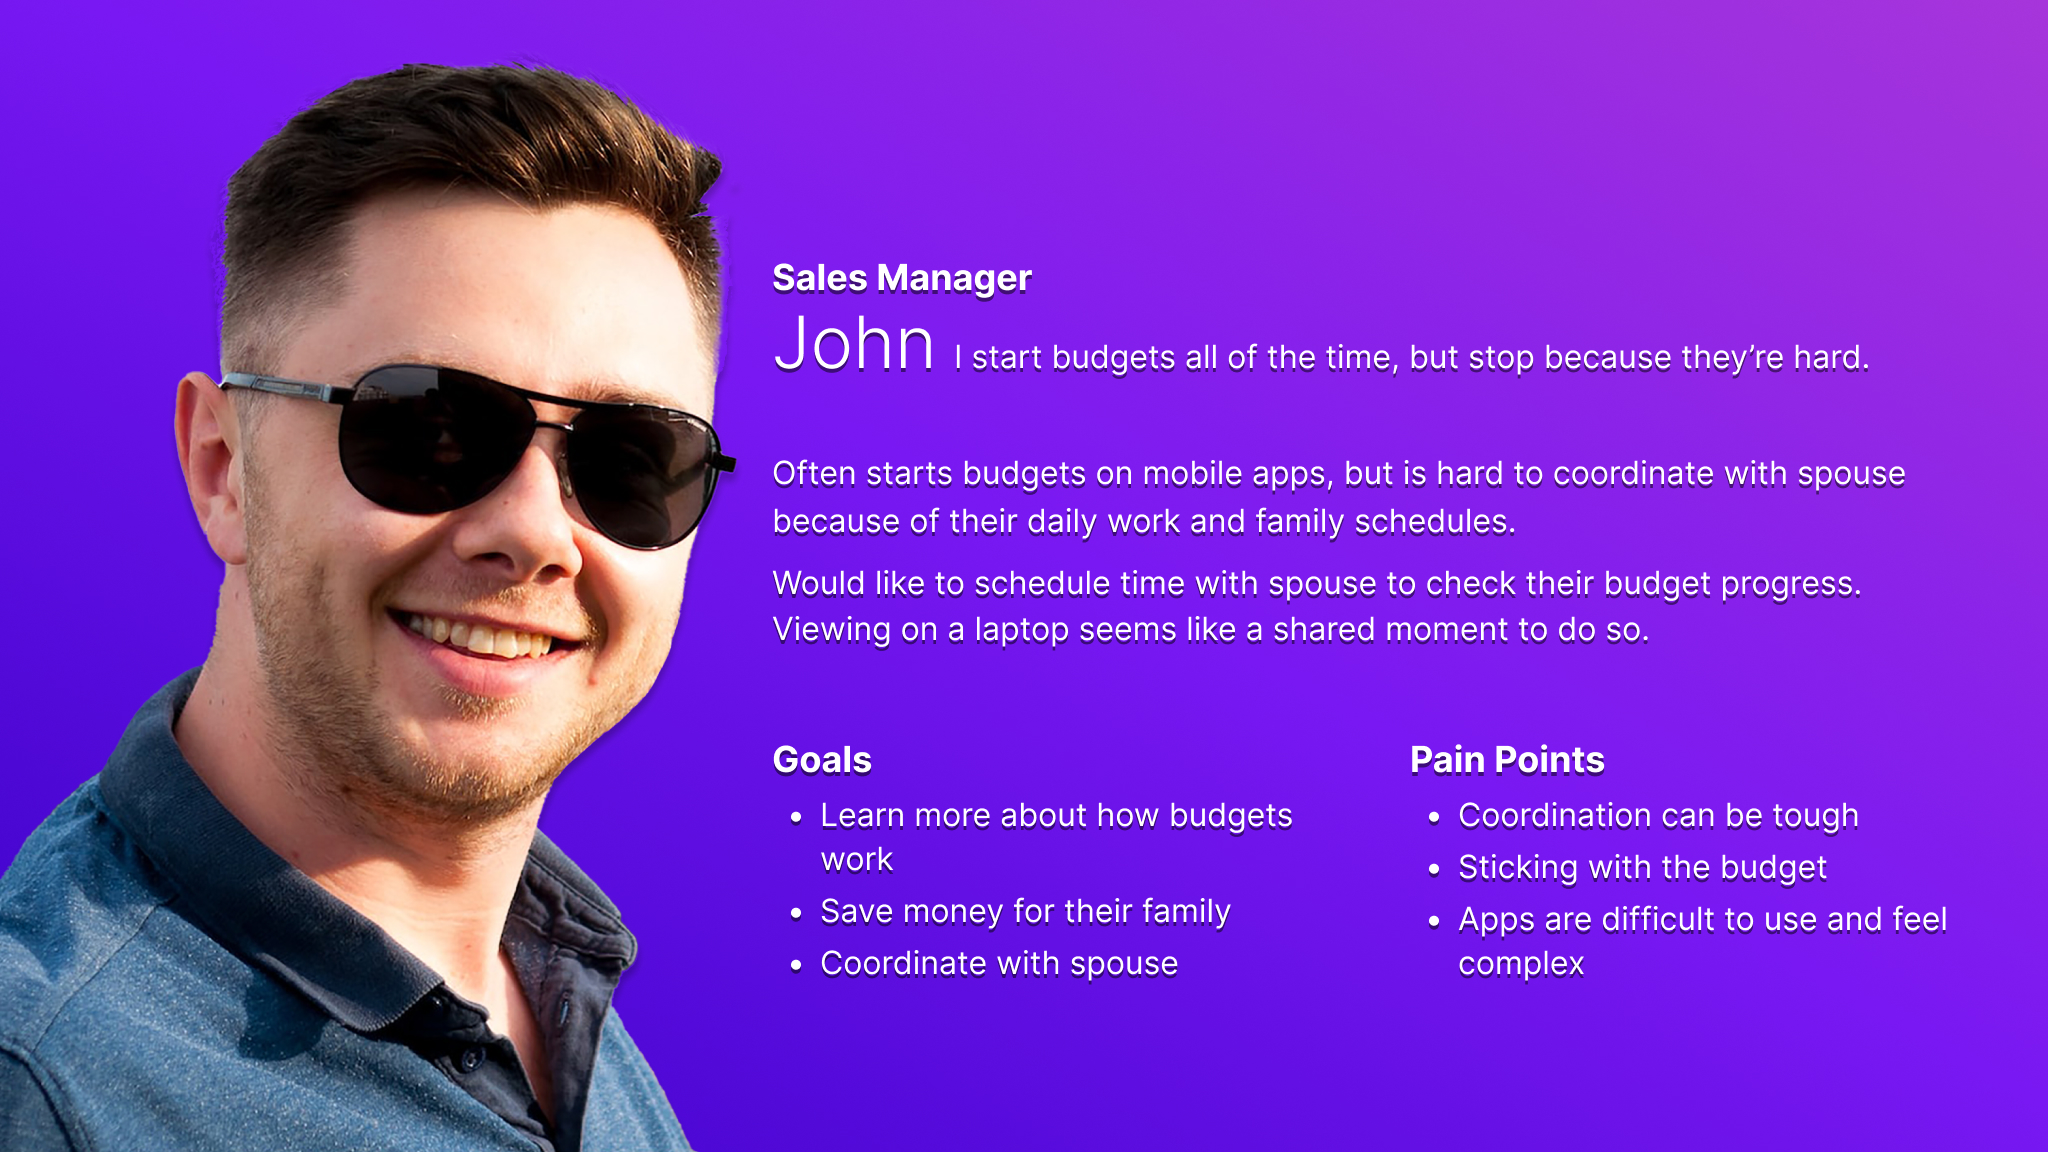 Sales Manager
John I start budgets all of the time, but stop because they’re hard.
Often starts budgets on mobile apps, but is hard to coordinate with spouse
because of their daily work and family schedules.
Would like to schedule time with spouse to check their budget progress.
Viewing on a laptop seems like a shared moment to do so.
Goals
• Learn more about how budgets
work
• Save money for their family
• Coordinate with spouse
Pain Points
• Coordination can be tough
• Sticking with the budget
• Apps are difficult to use and feel
complex